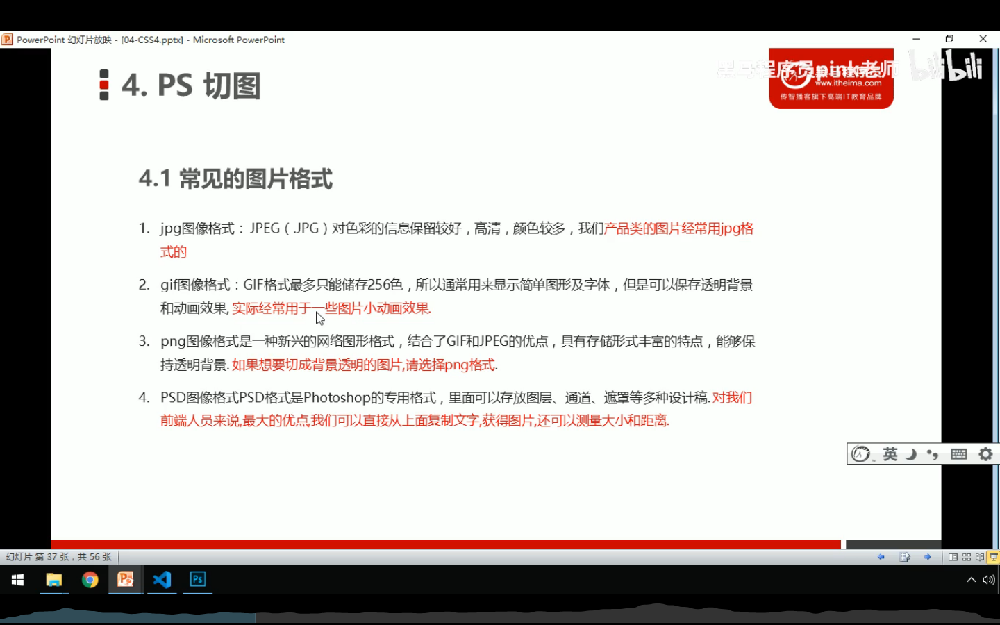 PowerPoint 幻灯片放映 - [04-CSS4.pptx] - Microsoft PowerPoint
4. PS 切图
黑马程序员pink老师
bilibili
www.itheima.com
传智播客旗下高端IT教育品牌
4.1 常见的图片格式
1. jpg图像格式： JPEG（.JPG）对色彩的信息保留较好，高清，颜色较多，我们产品类的图片经常用jpg格
式的
2. gif图像格式：GIF格式最多只能储存256色，所以通常用来显示简单图形及字体，但是可以保存透明背景
和动画效果, 实际经常用于一些图片小动画效果.
3. png图像格式是一种新兴的网络图形格式，结合了GIF和JPEG的优点，具有存储形式丰富的特点，能够保
持透明背景. 如果想要切成背景透明的图片,请选择png格式.
4. PSD图像格式PSD格式是Photoshop的专用格式，里面可以存放图层、通道、遮罩等多种设计稿. 对我们
前端人员来说,最大的优点,我们可以直接从上面复制文字,获得图片,还可以测量大小和距离.
英
幻灯片 第 37 张，共 56 张
Ps